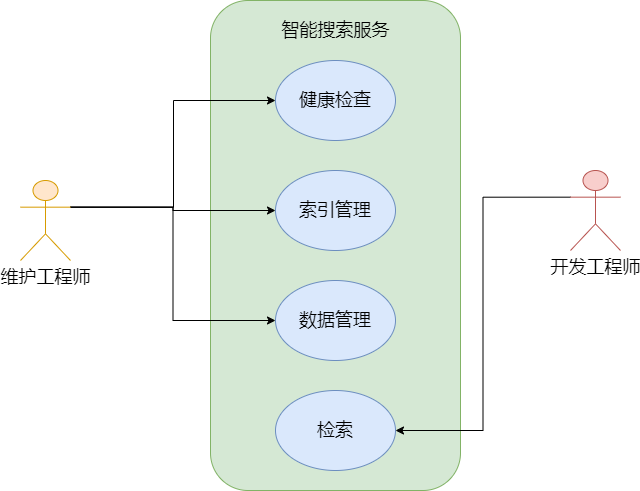 智能搜索服务
健康检查
索引管理
维护工程师
开发工程师
数据管理
检索